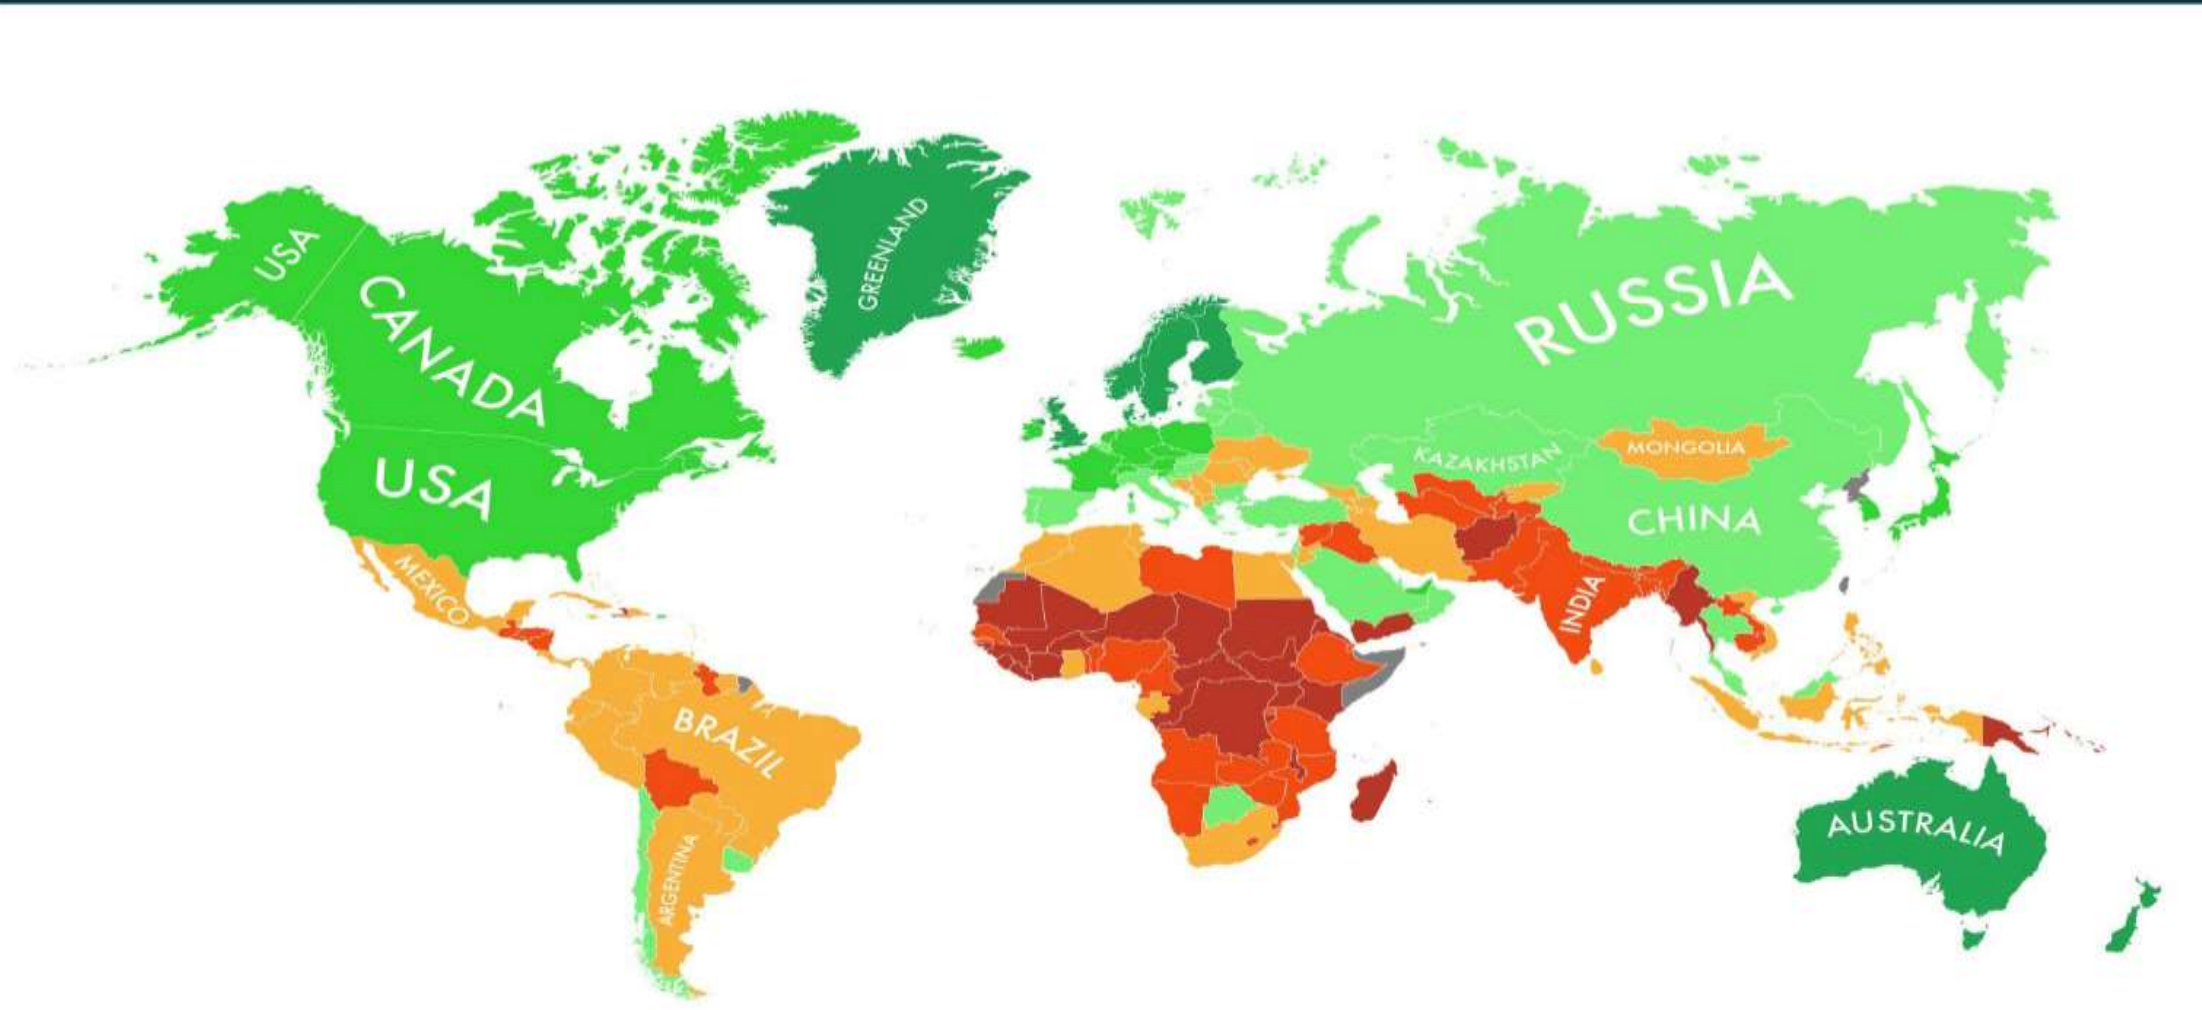 USA
GREENLAND
CANADA
RUSSIA
USA
KAZAKHSTAN
MONGOLIA
CHINA
MEXICO
INDIA
BRAZIL
ARGENTINA
AUSTRALIA